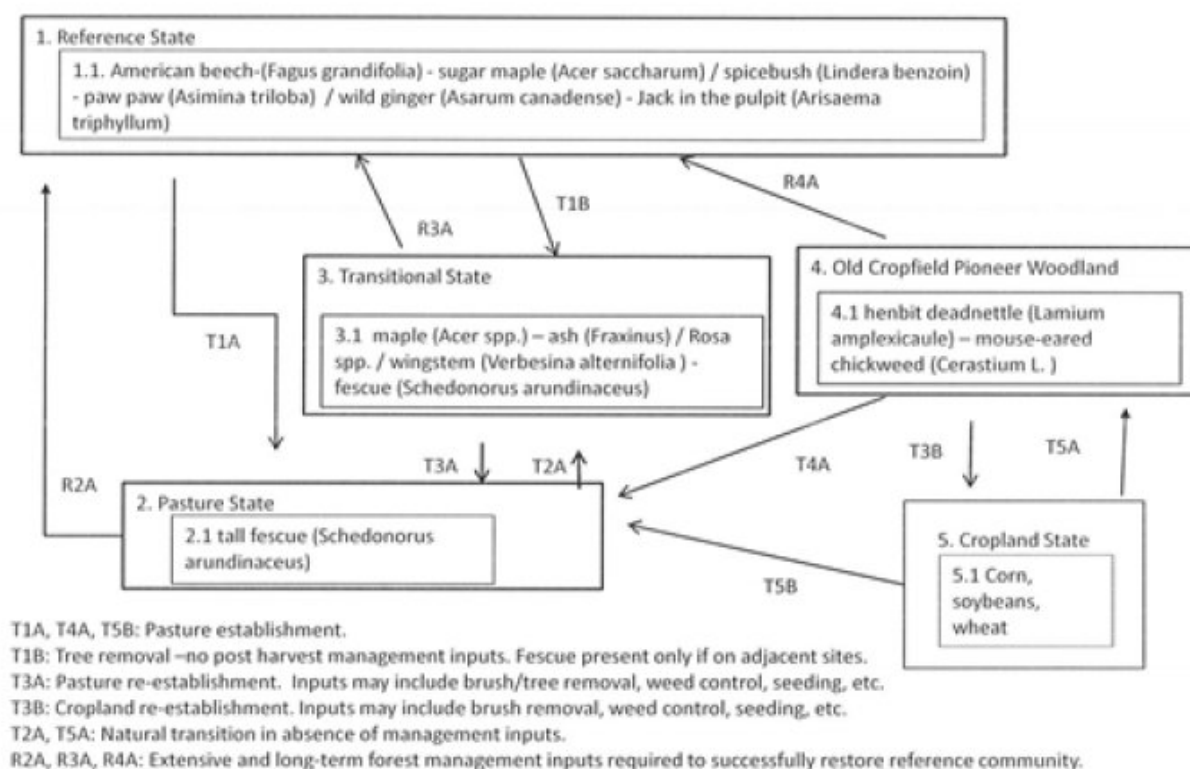 1. Reference State
1.1. American beech-(Fagus grandifolia) - sugar maple (Acer saccharum) / spicebush (Lindera benzoin)
- paw paw (Asimina triloba) / wild ginger (Asarum canadense) - Jack in the pulpit (Arisaema
triphyllum)
R4A
T1B
R3A
3. Transitional State
3.1 maple (Acer spp.) – ash (Fraxinus) / Rosa
spp. / wingstem (Verbesina alternifolia ) -
fescue (Schedonorus arundinaceus)
4. Old Cropfield Pioneer Woodland
4.1 henbit deadnettle (Lamium
amplexicaule) – mouse-eared
chickweed (Cerastium L. )
T1A
T3A
T2A
T4A
T3B
T5A
R2A
2. Pasture State
2.1 tall fescue (Schedonorus
arundinaceus)
5. Cropland State
5.1 Corn,
soybeans,
wheat
T5B
T1A, T4A, T5B: Pasture establishment.
T1B: Tree removal –no post harvest management inputs. Fescue present only if on adjacent sites.
T3A: Pasture re-establishment. Inputs may include brush/tree removal, weed control, seeding, etc.
T3B: Cropland re-establishment. Inputs may include brush removal, weed control, seeding, etc.
T2A, T5A: Natural transition in absence of management inputs.
R2A, R3A, R4A: Extensive and long-term forest management inputs required to successfully restore reference community.